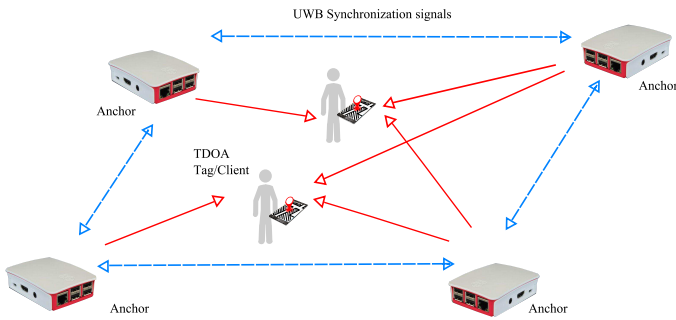 UWB Synchronization signals
Anchor
Anchor
TDOA
Tag/Client
Anchor
Anchor